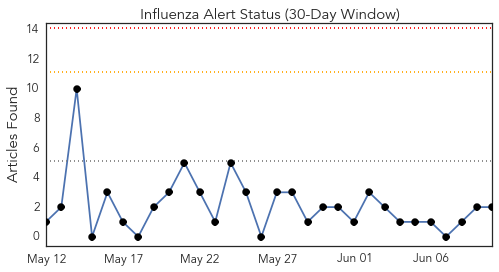 Influenza Alert Status (30-Day Window)
Articles Found
14
12
10
8
6
4
2
0
May 12
May 17
May 22
May 27
Jun 01
Jun 06